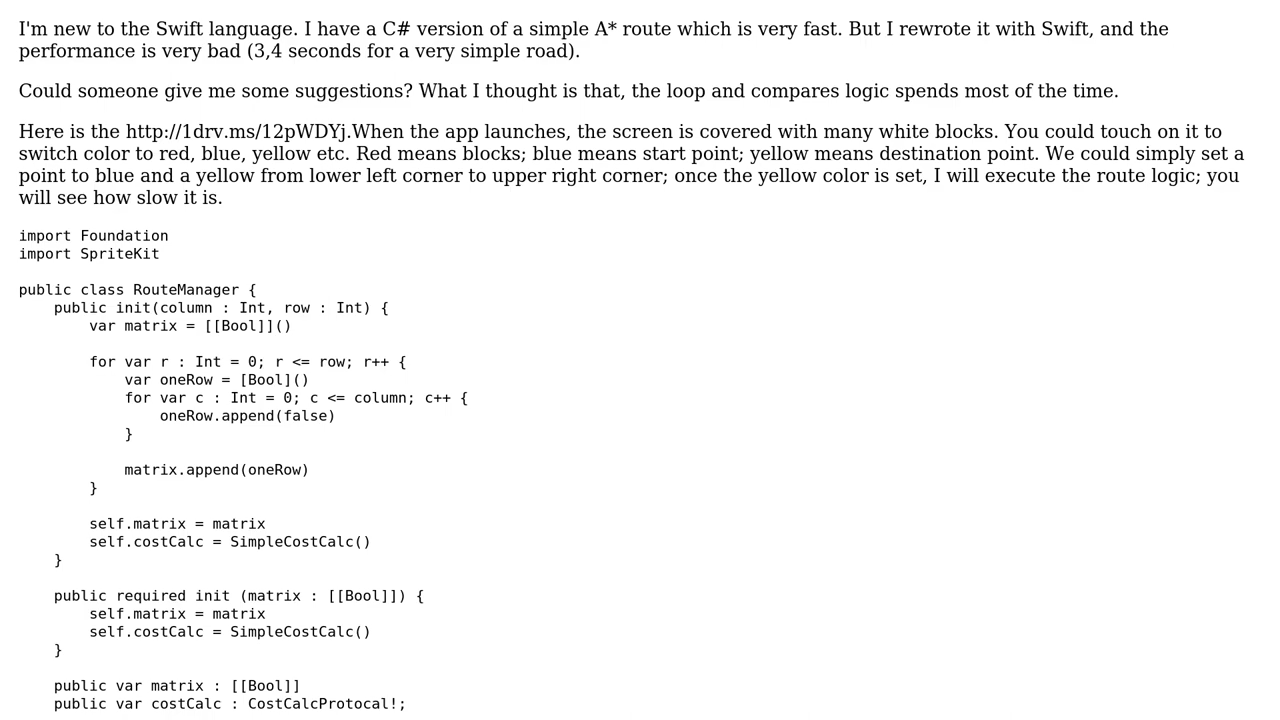 I'm new to the Swift language. I have a C# version of a simple A* route which is very fast. But I rewrote it with Swift, and the
performance is very bad (3,4 seconds for a very simple road).
Could someone give me some suggestions? What I thought is that, the loop and compares logic spends most of the time.
Here is the http://1drv.ms/12pWDYj.When the app launches, the screen is covered with many white blocks. You could touch on it to
switch color to red, blue, yellow etc. Red means blocks; blue means start point; yellow means destination point. We could simply set a
point to blue and a yellow from lower left corner to upper right corner; once the yellow color is set, I will execute the route logic; you
will see how slow it is.
import Foundation
import SpriteKit
public class RouteManager {
    public init(column : Int, row : Int) {
        var matrix = [[Bool]]()
        for var r : Int = 0; r <= row; r++ {
            var oneRow = [Bool]()
            for var c : Int = 0; c <= column; c++ {
                oneRow.append(false)
            }
            matrix.append(oneRow)
        }
        self.matrix = matrix
        self.costCalc = SimpleCostCalc()
    }
    public required init (matrix : [[Bool]]) {
        self.matrix = matrix
        self.costCalc = SimpleCostCalc()
    }
    public var matrix : [[Bool]]
    public var costCalc : CostCalcProtocal!;